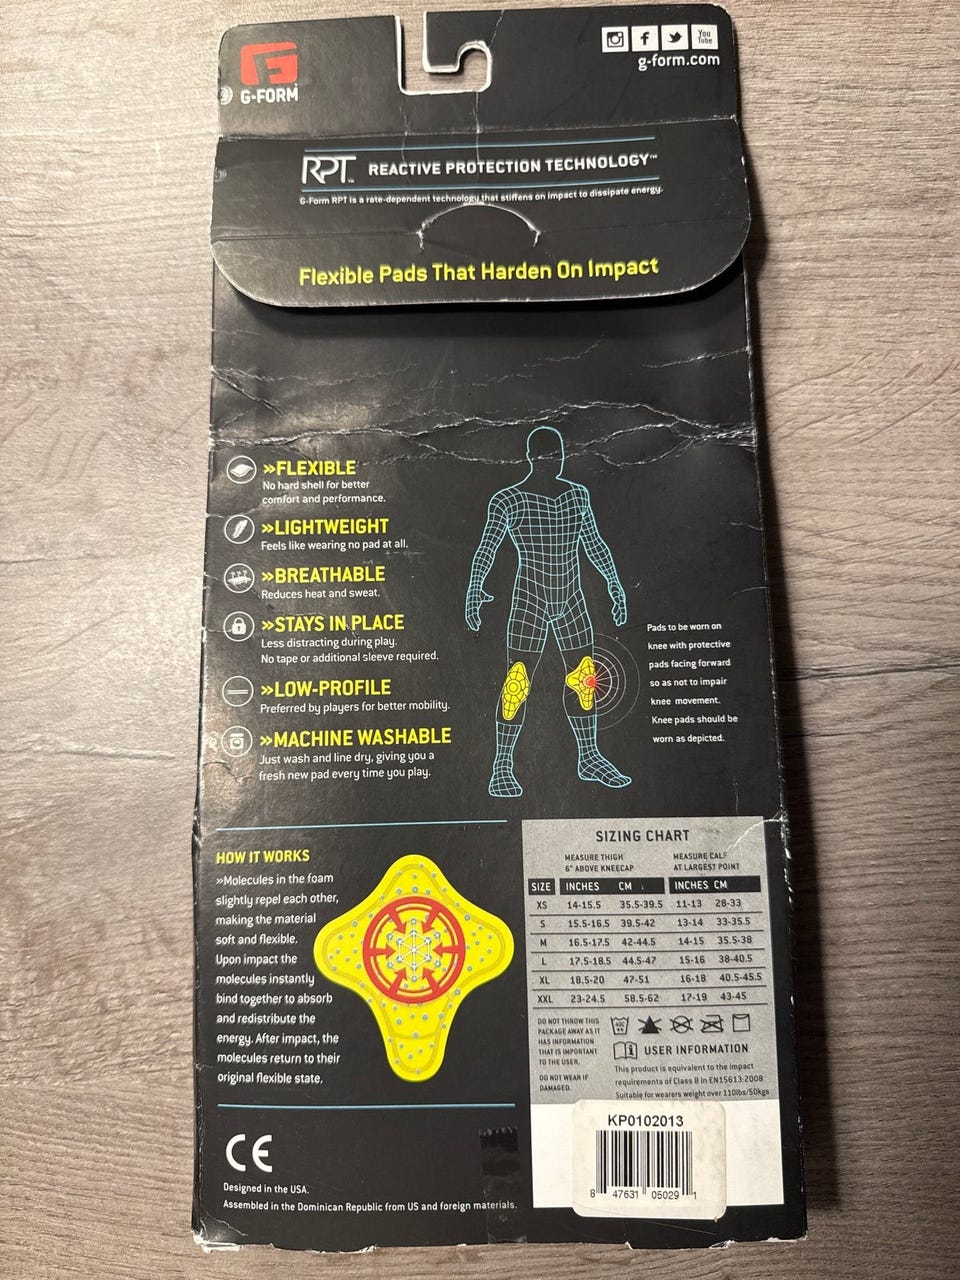 G-FORM
You
Tube
g-form.com
RPT™ REACTIVE PROTECTION TECHNOLOGY™
G-Form RPT is a rate-dependent technology that stiffens on impact to dissipate energy.
Flexible Pads That Harden On Impact
»FLEXIBLE
No hard shell for better
comfort and performance.
»LIGHTWEIGHT
Feels like wearing no pad at all.
»BREATHABLE
Reduces heat and sweat.
»STAYS IN PLACE
Less distracting during play.
No tape or additional sleeve required.
»LOW-PROFILE
Preferred by players for better mobility.
»MACHINE WASHABLE
Just wash and line dry, giving you a
fresh new pad every time you play.
Pads to be worn on
knee with protective
pads facing forward
so as not to impair
knee movement.
Knee pads should be
worn as depicted.
HOW IT WORKS
»Molecules in the foam
slightly repel each other,
making the material
soft and flexible.
Upon impact the
molecules instantly
bind together to absorb
and redistribute the
energy. After impact, the
molecules return to their
original flexible state.
SIZING CHART
MEASURE THIGH MEASURE CALF
6" ABOVE KNEECAP AT LARGEST POINT
SIZE INCHES CM INCHES CM
XS 14-15.5 35.5-39.5 11-13 28-33
S 15.5-16.5 39.5-42 13-14 33-35.5
M 16.5-17.5 42-44.5 14-15 35.5-38
L 17.5-18.5 44.5-47 15-16 38-40.5
XL 18.5-20 47-51 16-18 40.5-45.5
XXL 23-24.5 58.5-62 17-19 43-45
DO NOT THROW THIS
PACKAGE AWAY AS IT
HAS INFORMATION
THAT IS IMPORTANT
TO THE USER.
DO NOT WEAR IF
DAMAGED.
USER INFORMATION
This product is equivalent to the impact
requirements of Class B in EN15613:2008
Suitable for wearers weight over 110lbs/50kgs
KP0102013
8 47631 05029 1
CE
Designed in the USA.
Assembled in the Dominican Republic from US and foreign materials.